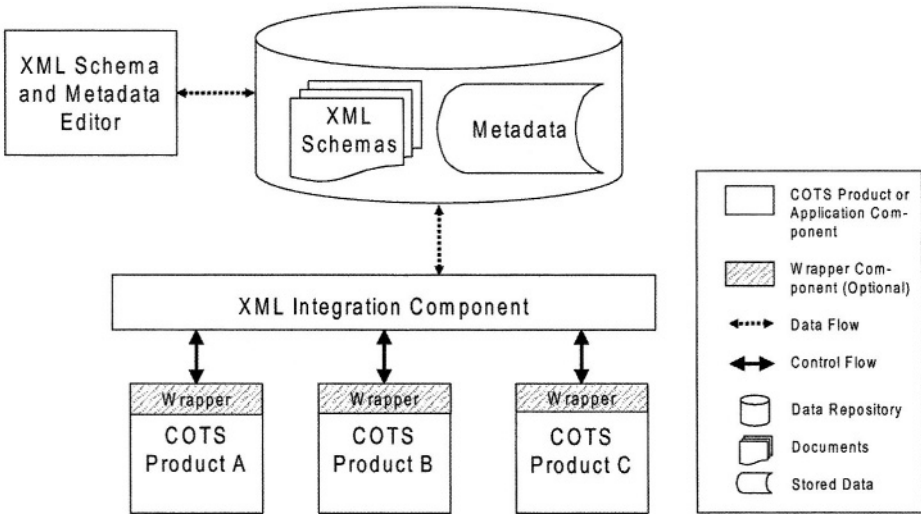 XML Schema
and Metadata
Editor
XML
Schemas
Metadata
XML Integration Component
Wrapper
COTS
Product A
Wrapper
COTS
Product B
Wrapper
COTS
Product C
COTS Product or
Application Com-
ponent
Wrapper Com-
ponent (Optional)
Data Flow
Control Flow
Data Repository
Documents
Stored Data